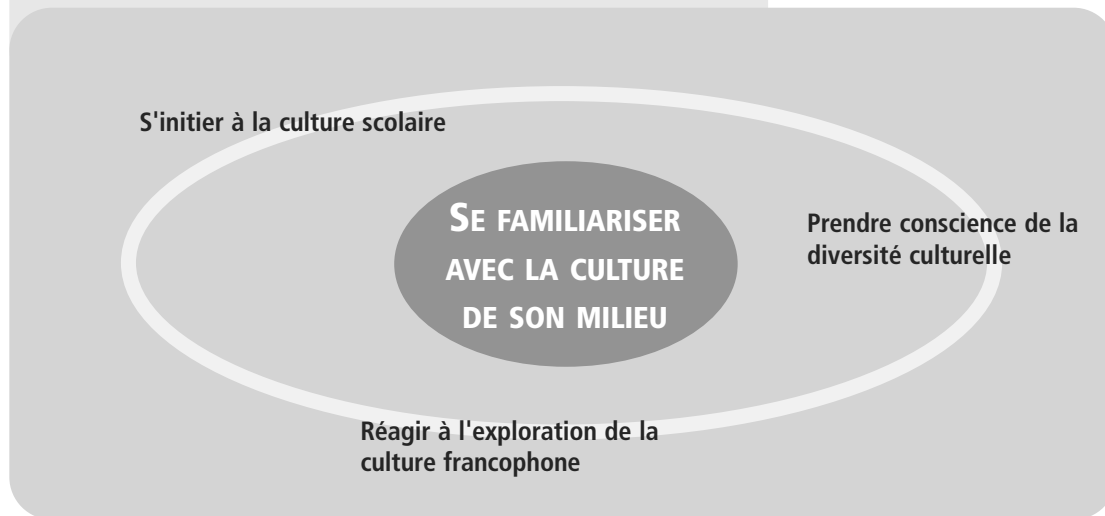 S'initier à la culture scolaire
SE FAMILIARISER
AVEC LA CULTURE
DE SON MILIEU
Prendre conscience de la
diversité culturelle
Réagir à l'exploration de la
culture francophone